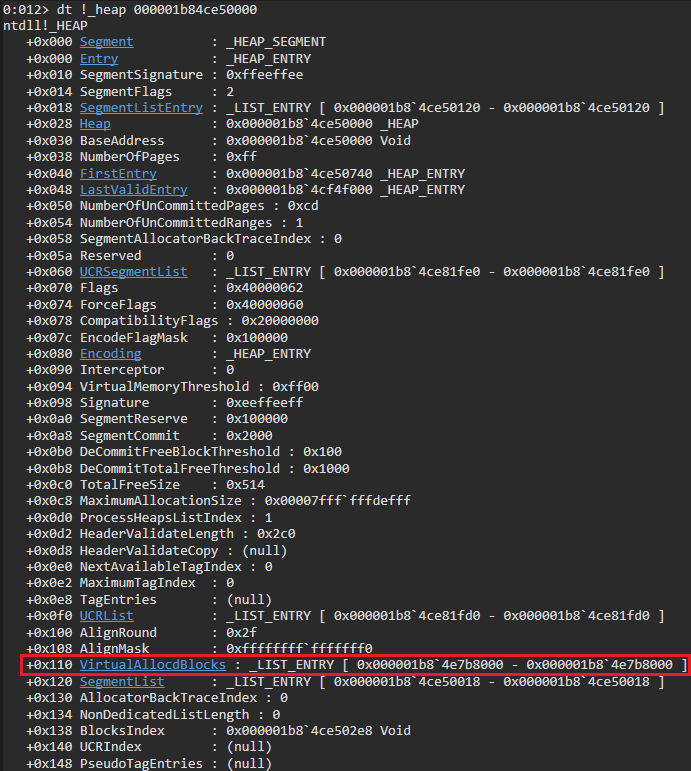 0:012> dt !_heap 000001b84ce50000
ntdll!_HEAP
+0x000 Segment : _HEAP_SEGMENT
+0x000 Entry : _HEAP_ENTRY
+0x010 SegmentSignature : 0xffeeffee
+0x014 SegmentFlags : 2
+0x018 SegmentListEntry : _LIST_ENTRY [ 0x000001b8`4ce50120 - 0x000001b8`4ce50120 ]
+0x028 Heap : 0x000001b8`4ce50000 _HEAP
+0x030 BaseAddress : 0x000001b8`4ce50000 Void
+0x038 NumberOfPages : 0xff
+0x040 FirstEntry : 0x000001b8`4ce50740 _HEAP_ENTRY
+0x048 LastValidEntry : 0x000001b8`4cf4f000 _HEAP_ENTRY
+0x050 NumberOfUnCommittedPages : 0xcd
+0x054 NumberOfUnCommittedRanges : 1
+0x058 SegmentAllocatorBackTraceIndex : 0
+0x05a Reserved : 0
+0x060 UCRSegmentList : _LIST_ENTRY [ 0x000001b8`4ce81fe0 - 0x000001b8`4ce81fe0 ]
+0x070 Flags : 0x40000062
+0x074 ForceFlags : 0x40000060
+0x078 CompatibilityFlags : 0x20000000
+0x07c EncodeFlagMask : 0x100000
+0x080 Encoding : _HEAP_ENTRY
+0x090 Interceptor : 0
+0x094 VirtualMemoryThreshold : 0xff00
+0x098 Signature : 0xeeffeeff
+0x0a0 SegmentReserve : 0x100000
+0x0a8 SegmentCommit : 0x2000
+0x0b0 DeCommitFreeBlockThreshold : 0x100
+0x0b8 DeCommitTotalFreeThreshold : 0x1000
+0x0c0 TotalFreeSize : 0x514
+0x0c8 MaximumAllocationSize : 0x00007fff`fffdefff
+0x0d0 ProcessHeapsListIndex : 1
+0x0d2 HeaderValidateLength : 0x2c0
+0x0d8 HeaderValidateCopy : (null)
+0x0e0 NextAvailableTagIndex : 0
+0x0e2 MaximumTagIndex : 0
+0x0e8 TagEntries : (null)
+0x0f0 UCRList : _LIST_ENTRY [ 0x000001b8`4ce81fd0 - 0x000001b8`4ce81fd0 ]
+0x100 AlignRound : 0x2f
+0x108 AlignMask : 0xffffffff`fffffff0
+0x110 VirtualAllocdBlocks : _LIST_ENTRY [ 0x000001b8`4e7b8000 - 0x000001b8`4e7b8000 ]
+0x120 SegmentList : _LIST_ENTRY [ 0x000001b8`4ce50018 - 0x000001b8`4ce50018 ]
+0x130 AllocatorBackTraceIndex : 0
+0x134 NonDedicatedListLength : 0
+0x138 BlocksIndex : 0x000001b8`4ce502e8 Void
+0x140 UCRIndex : (null)
+0x148 PseudoTagEntries : (null)